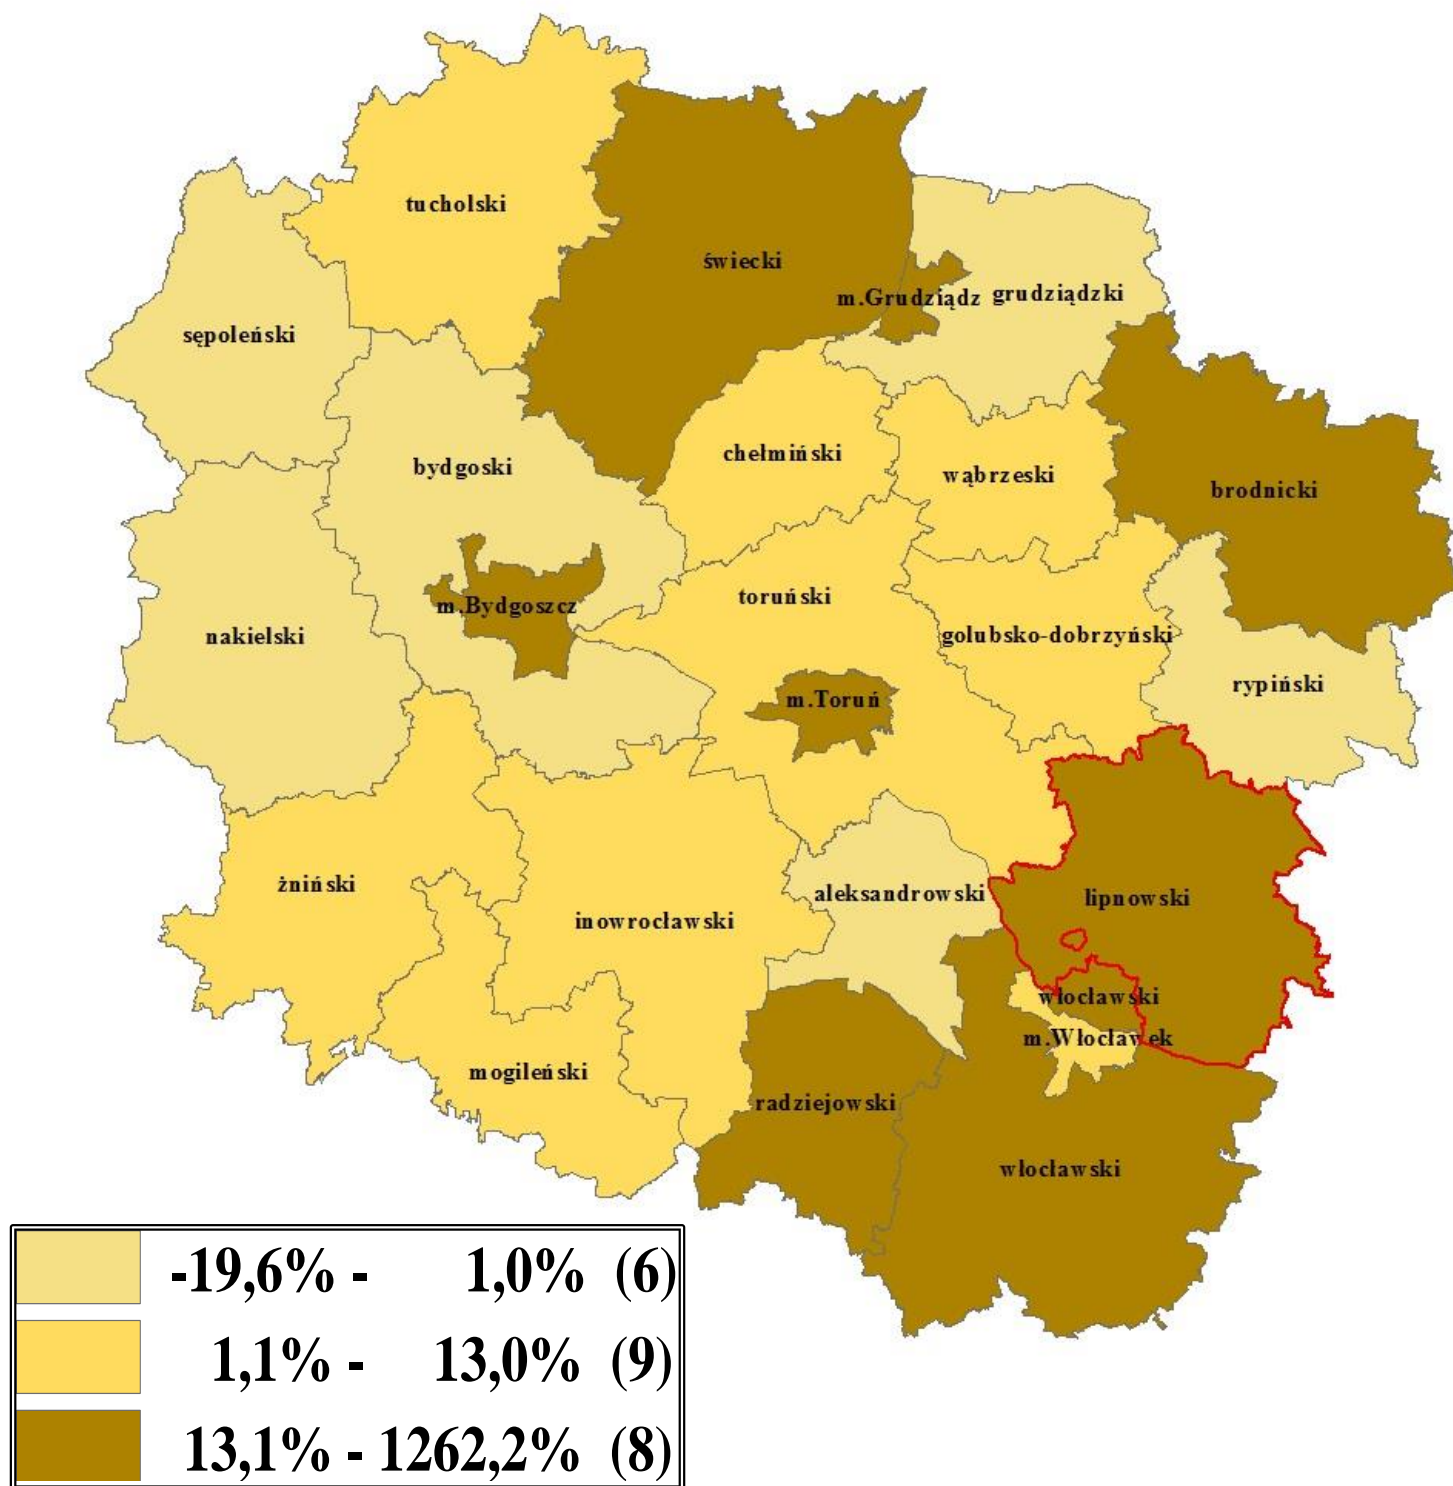 tucholski
świecki
m.Grudziądz
grudziądzki
sępoleński
chełmiński
bydgoski
wąbrzeski
brodnicki
toruński
m.Bydgoszcz
nakielski
golubsko-dobrzyński
rypiński
m.Toruń
żniński
aleksandrowski
lipnowski
inowrocławski
włocławski
m.Włocławek
mogileński
radziejowski
włocławski
-19,6% - 1,0% (6)
1,1% - 13,0% (9)
13,1% - 1262,2% (8)